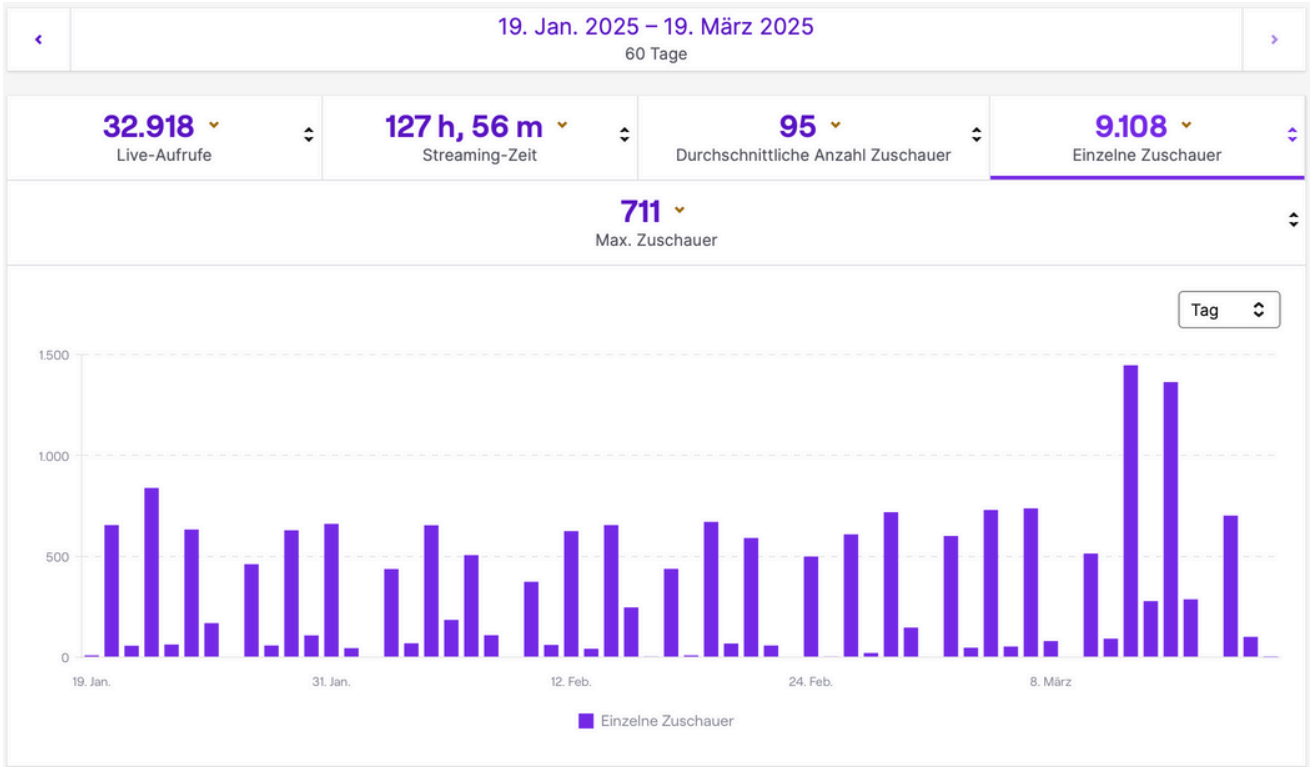 19. Jan. 2025 – 19. März 2025
60 Tage
32.918
Live-Aufrufe
127 h, 56 m
Streaming-Zeit
95
Durchschnittliche Anzahl Zuschauer
9.108
Einzelne Zuschauer
711
Max. Zuschauer
Tag
1.500
1.000
500
0
19. Jan.
31. Jan.
12. Feb.
24. Feb.
8. März
Einzelne Zuschauer